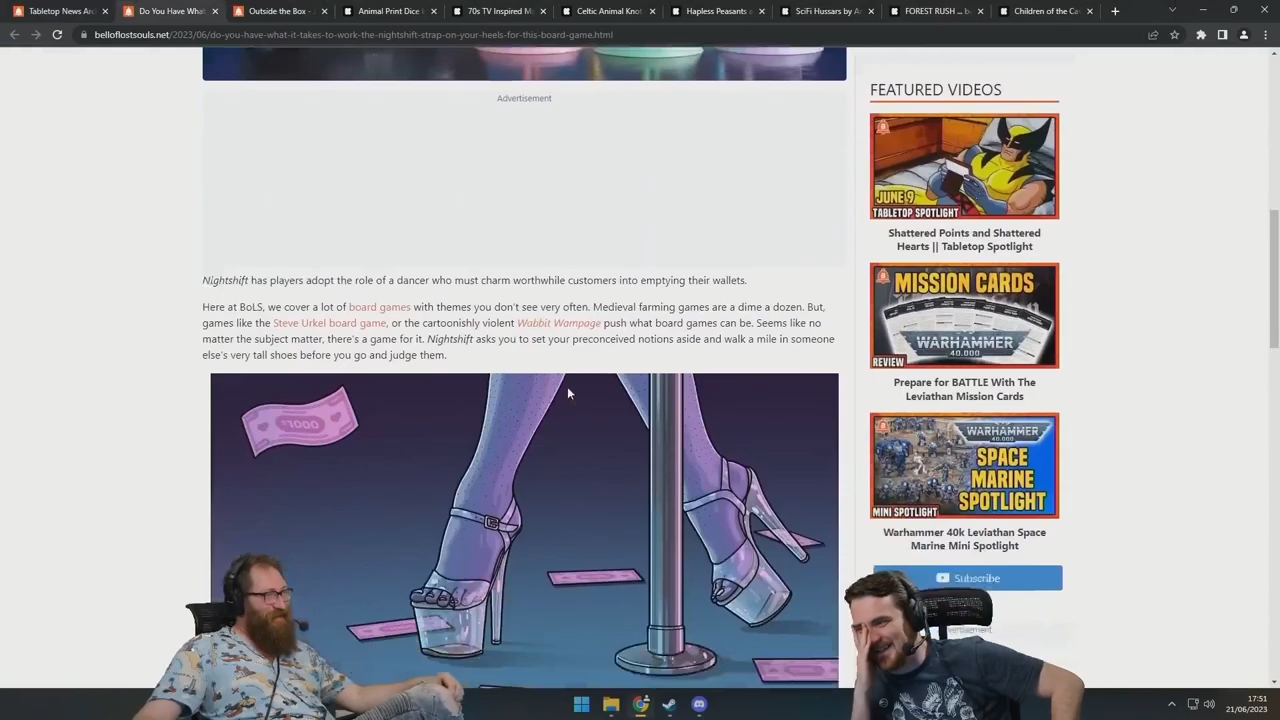 Tabletop News Arc
Do You Have What
Outside the Box -
Animal Print Dice
70s TV Inspired M
Celtic Animal Knot
Hapless Peasants
SciFi Hussars by A
FOREST RUSH ... b
Children of the Ca
belloflostsouls.net/2023/06/do-you-have-what-it-takes-to-work-the-nightshift-strap-on-your-heels-for-this-board-game.html
Advertisement
Nightshift has players adopt the role of a dancer who must charm worthwhile customers into emptying their wallets.
Here at BoLS, we cover a lot of board games with themes you don't see very often. Medieval farming games are a dime a dozen. But,
games like the Steve Urkel board game, or the cartoonishly violent Wabbit Wampage push what board games can be. Seems like no
matter the subject matter, there's a game for it. Nightshift asks you to set your preconceived notions aside and walk a mile in someone
else's very tall shoes before you go and judge them.
1000
FEATURED VIDEOS
JUNE 9
TABLETOP SPOTLIGHT
Shattered Points and Shattered
Hearts || Tabletop Spotlight
MISSION CARDS
WARHAMMER
40,000
REVIEW
Prepare for BATTLE With The
Leviathan Mission Cards
WARHAMMER
40,000
SPACE
MARINE
SPOTLIGHT
MINI SPOTLIGHT
Warhammer 40k Leviathan Space
Marine Mini Spotlight
Subscribe
17:51
21/06/2023